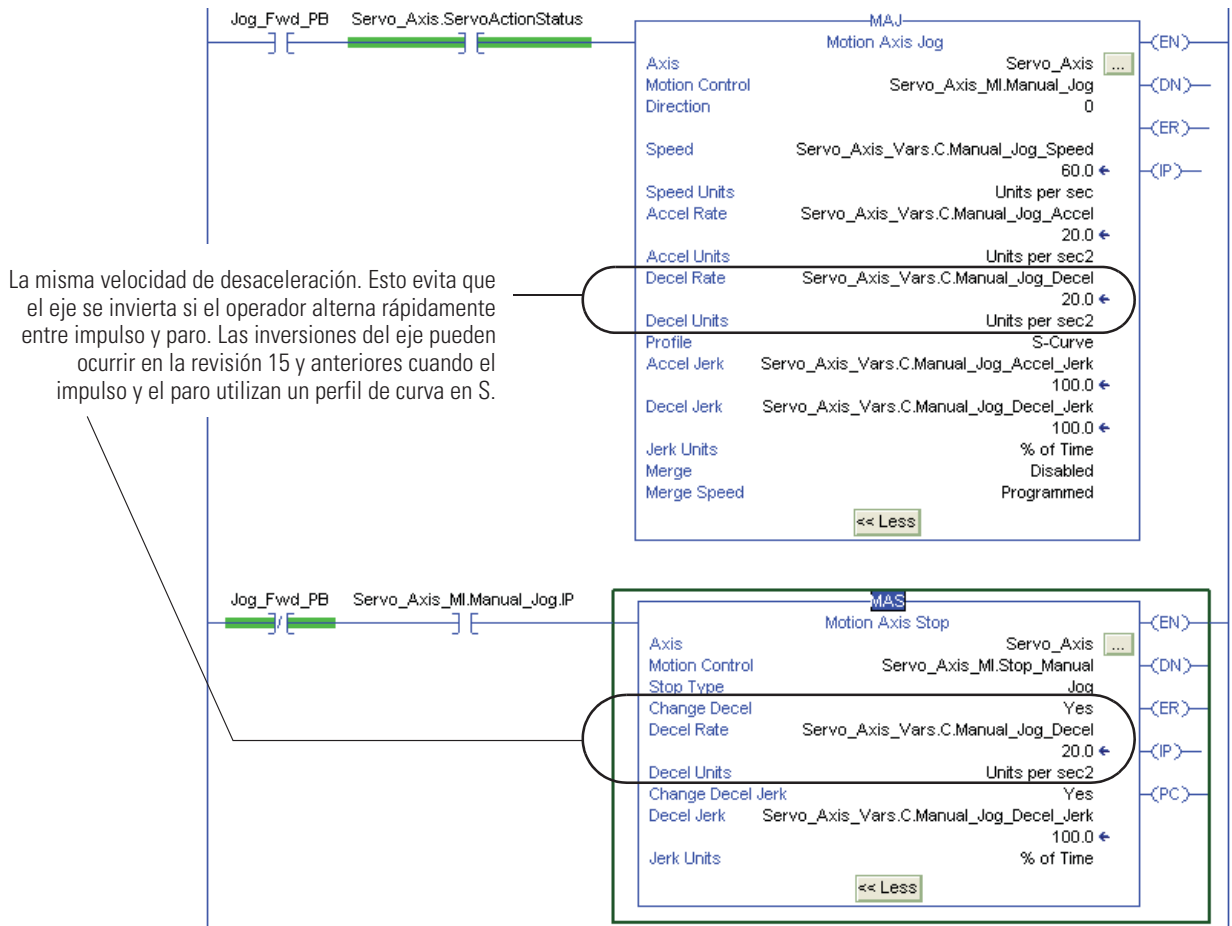 Jog_Fwd_PB Servo_Axis.ServoActionStatus
MAJ
Motion Axis Jog
Axis Servo_Axis ...
Motion Control Servo_Axis_MI.Manual_Jog
Direction 0
Speed Servo_Axis_Vars.C.Manual_Jog_Speed
60.0
Speed Units Units per sec
Accel Rate Servo_Axis_Vars.C.Manual_Jog_Accel
20.0
Accel Units Units per sec2
Decel Rate Servo_Axis_Vars.C.Manual_Jog_Decel
20.0
Decel Units Units per sec2
Profile S-Curve
Accel Jerk Servo_Axis_Vars.C.Manual_Jog_Accel_Jerk
100.0
Decel Jerk Servo_Axis_Vars.C.Manual_Jog_Decel_Jerk
100.0
Jerk Units % of Time
Merge Disabled
Merge Speed Programmed
<< Less
EN
DN
ER
IP
La misma velocidad de desaceleración. Esto evita que
el eje se invierta si el operador alterna rápidamente
entre impulso y paro. Las inversiones del eje pueden
ocurrir en la revisión 15 y anteriores cuando el
impulso y el paro utilizan un perfil de curva en S.
Jog_Fwd_PB Servo_Axis_MI.Manual_Jog.IP
MAS
Motion Axis Stop
Axis Servo_Axis ...
Motion Control Servo_Axis_MI.Stop_Manual
Stop Type Jog
Change Decel Yes
Decel Rate Servo_Axis_Vars.C.Manual_Jog_Decel
20.0
Decel Units Units per sec2
Change Decel Jerk Yes
Decel Jerk Servo_Axis_Vars.C.Manual_Jog_Decel_Jerk
100.0
Jerk Units % of Time
<< Less
EN
DN
ER
IP
PC